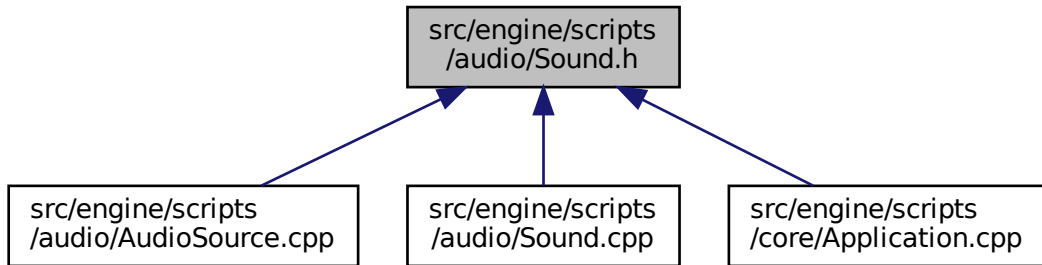 src/engine/scripts
/audio/Sound.h
src/engine/scripts
/audio/AudioSource.cpp
src/engine/scripts
/audio/Sound.cpp
src/engine/scripts
/core/Application.cpp